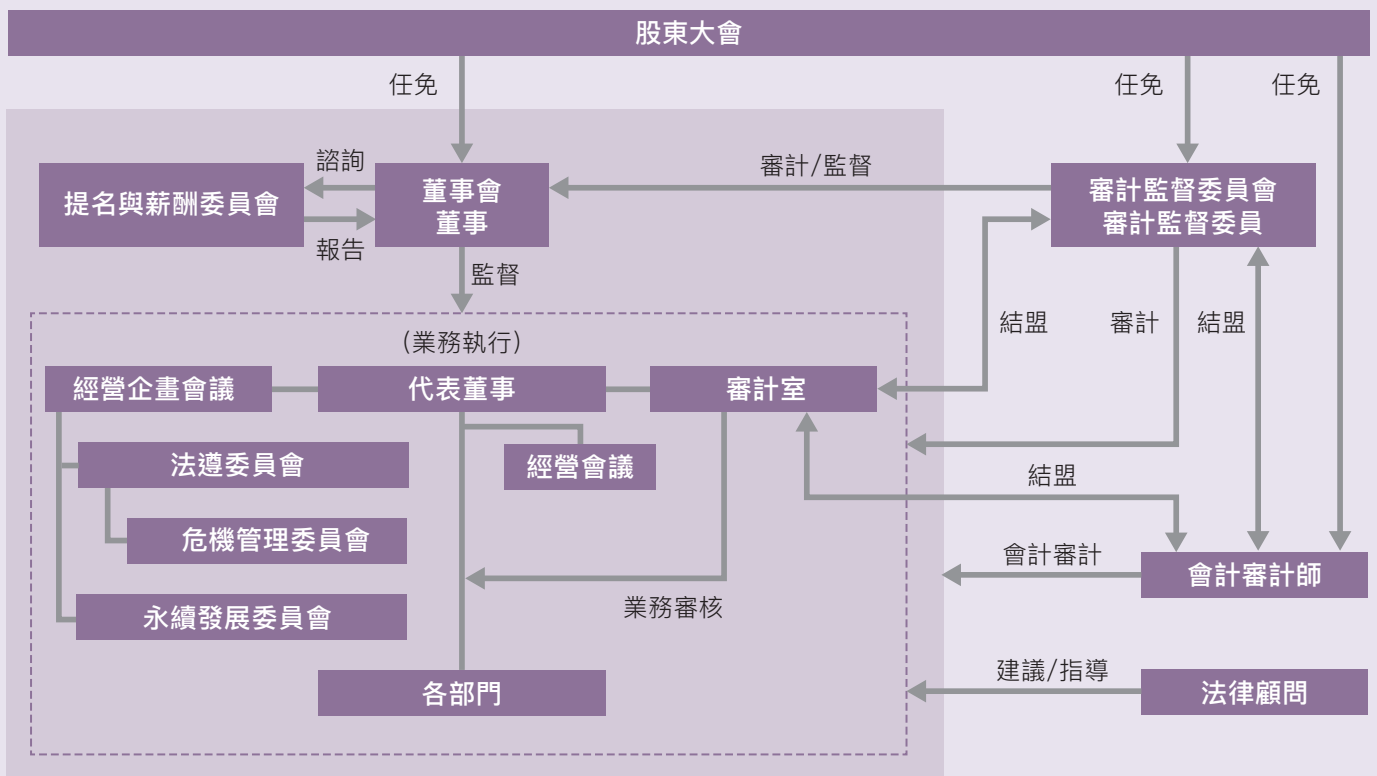 股東大會
任免
任免
任免
諮詢
審計/監督
提名與薪酬委員會
董事會
董事
審計監督委員會
審計監督委員
報告
監督
結盟
審計
結盟
(業務執行)
經營企畫會議
代表董事
審計室
法遵委員會
經營會議
結盟
危機管理委員會
會計審計
會計審計師
永續發展委員會
業務審核
建議/指導
各部門
法律顧問